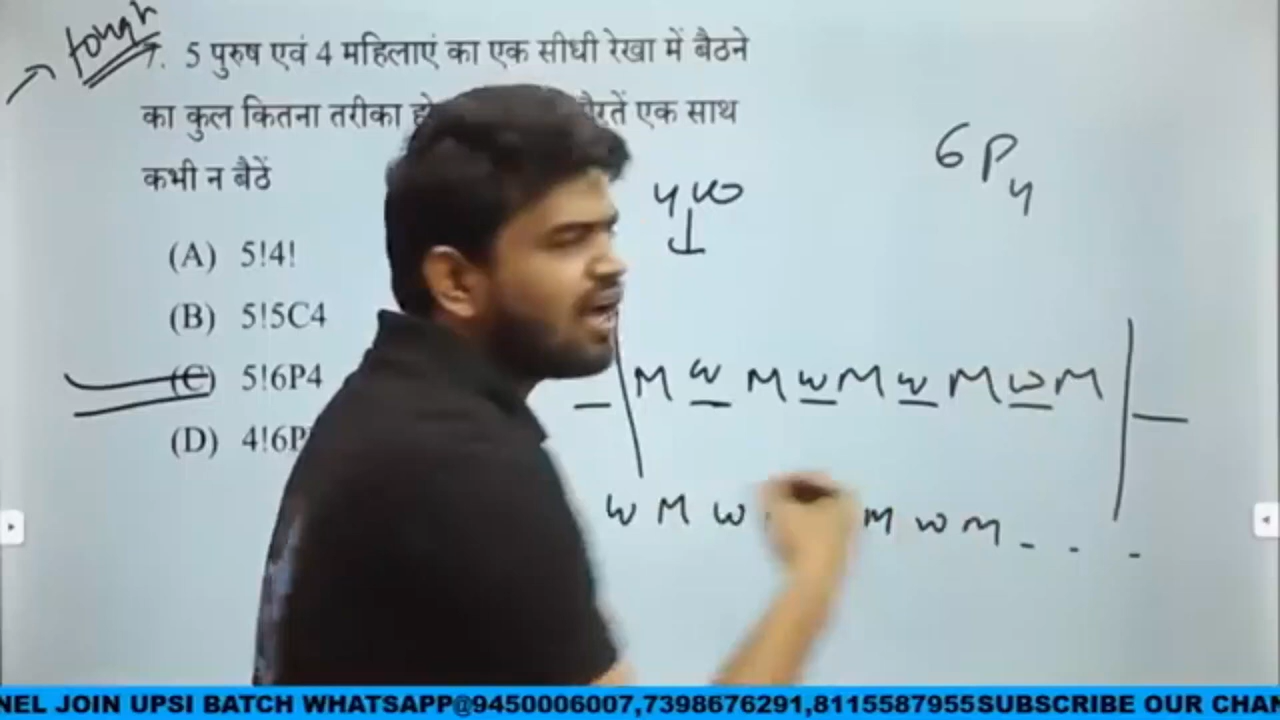 tough
7. 5 पुरुष एवं 4 महिलाएं का एक सीधी रेखा में बैठने
का कुल कितना तरीका एक साथ
कभी न बैठें
6P4
4W
(A) 5!4!
(B) 5!5C4
(C) 5!6P4
(D) 4!6P
M W M W M W M W M
W M W M W M
NEL JOIN UPSI BATCH WHATSAPP@9450006007,7398676291,8115587955SUBSCRIBE OUR CHAN